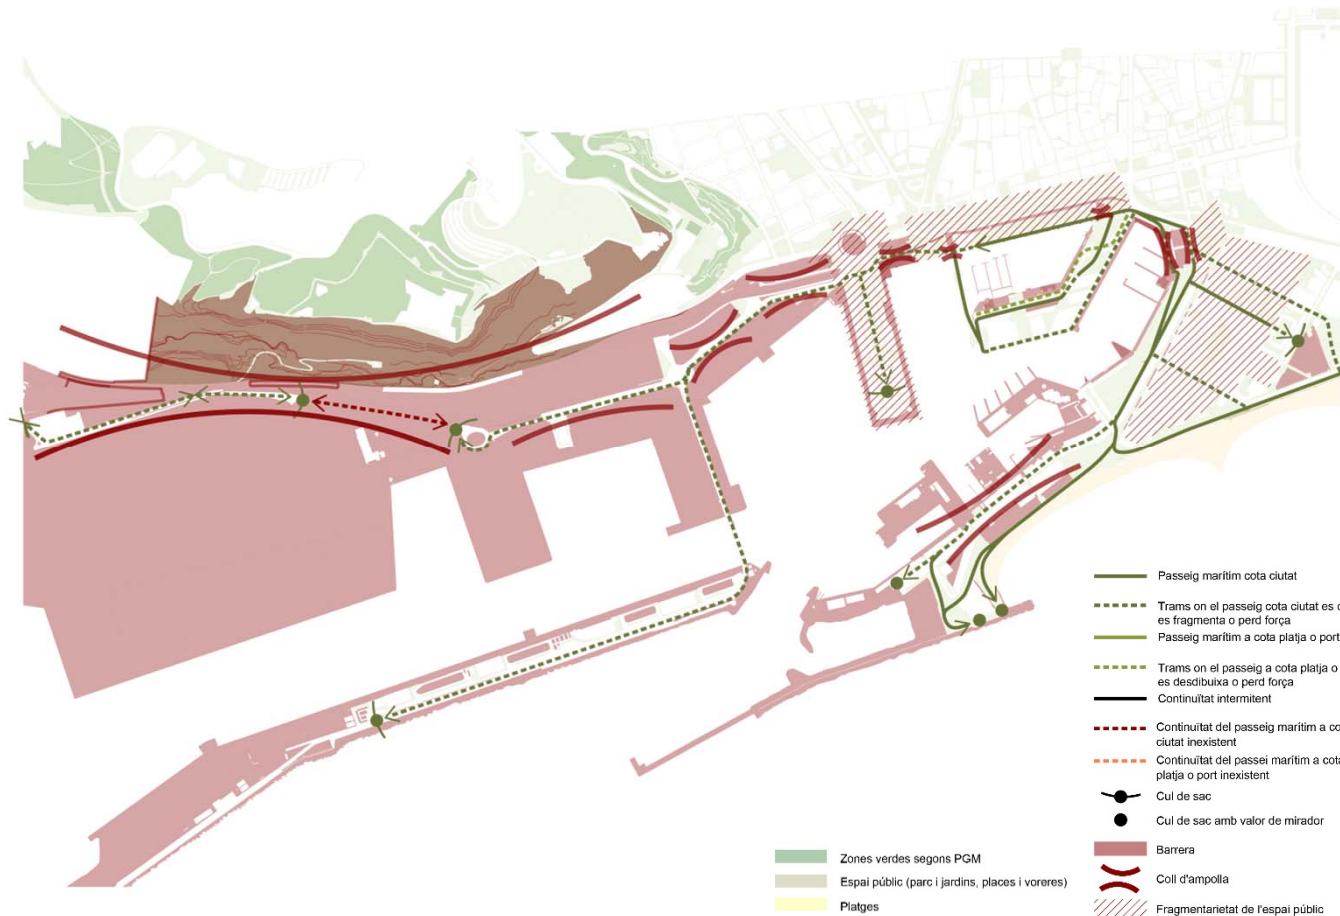 Passeig marítim cota ciutat
Trams on el passeig cota ciutat es
es fragmenta o perd força
Passeig marítim a cota platja o port
Trams on el passeig a cota platja o
es desdibuixa o perd força
Continuïtat intermitent
Continuïtat del passeig marítim a
ciutat inexistent
Continuïtat del passei marítim a cota
platja o port inexistent
Cul de sac
Cul de sac amb valor de mirador
Barrera
Coll d'ampolla
Fragmentarietat de l'espai públic
Zones verdes segons PGM
Espai públic (parc i jardins, places i voreres)
Platges